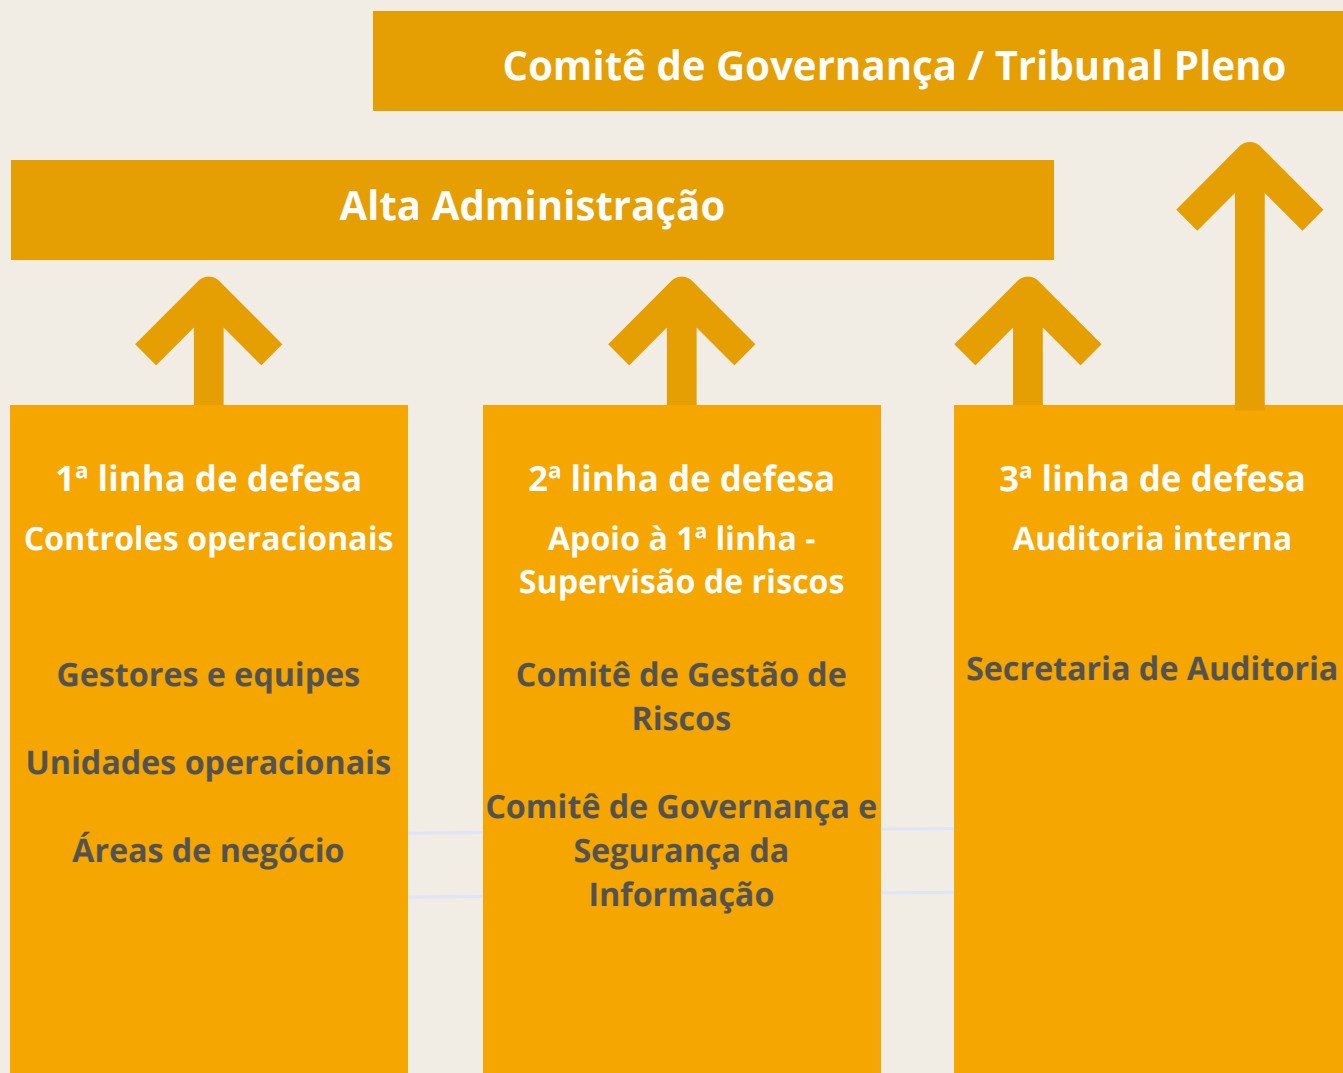 Comitê de Governança / Tribunal Pleno
Alta Administração
1ª linha de defesa
Controles operacionais
Gestores e equipes
Unidades operacionais
Áreas de negócio
2ª linha de defesa
Apoio à 1ª linha -
Supervisão de riscos
Comitê de Gestão de
Riscos
Comitê de Governança e
Segurança da
Informação
3ª linha de defesa
Auditoria interna
Secretaria de Auditoria